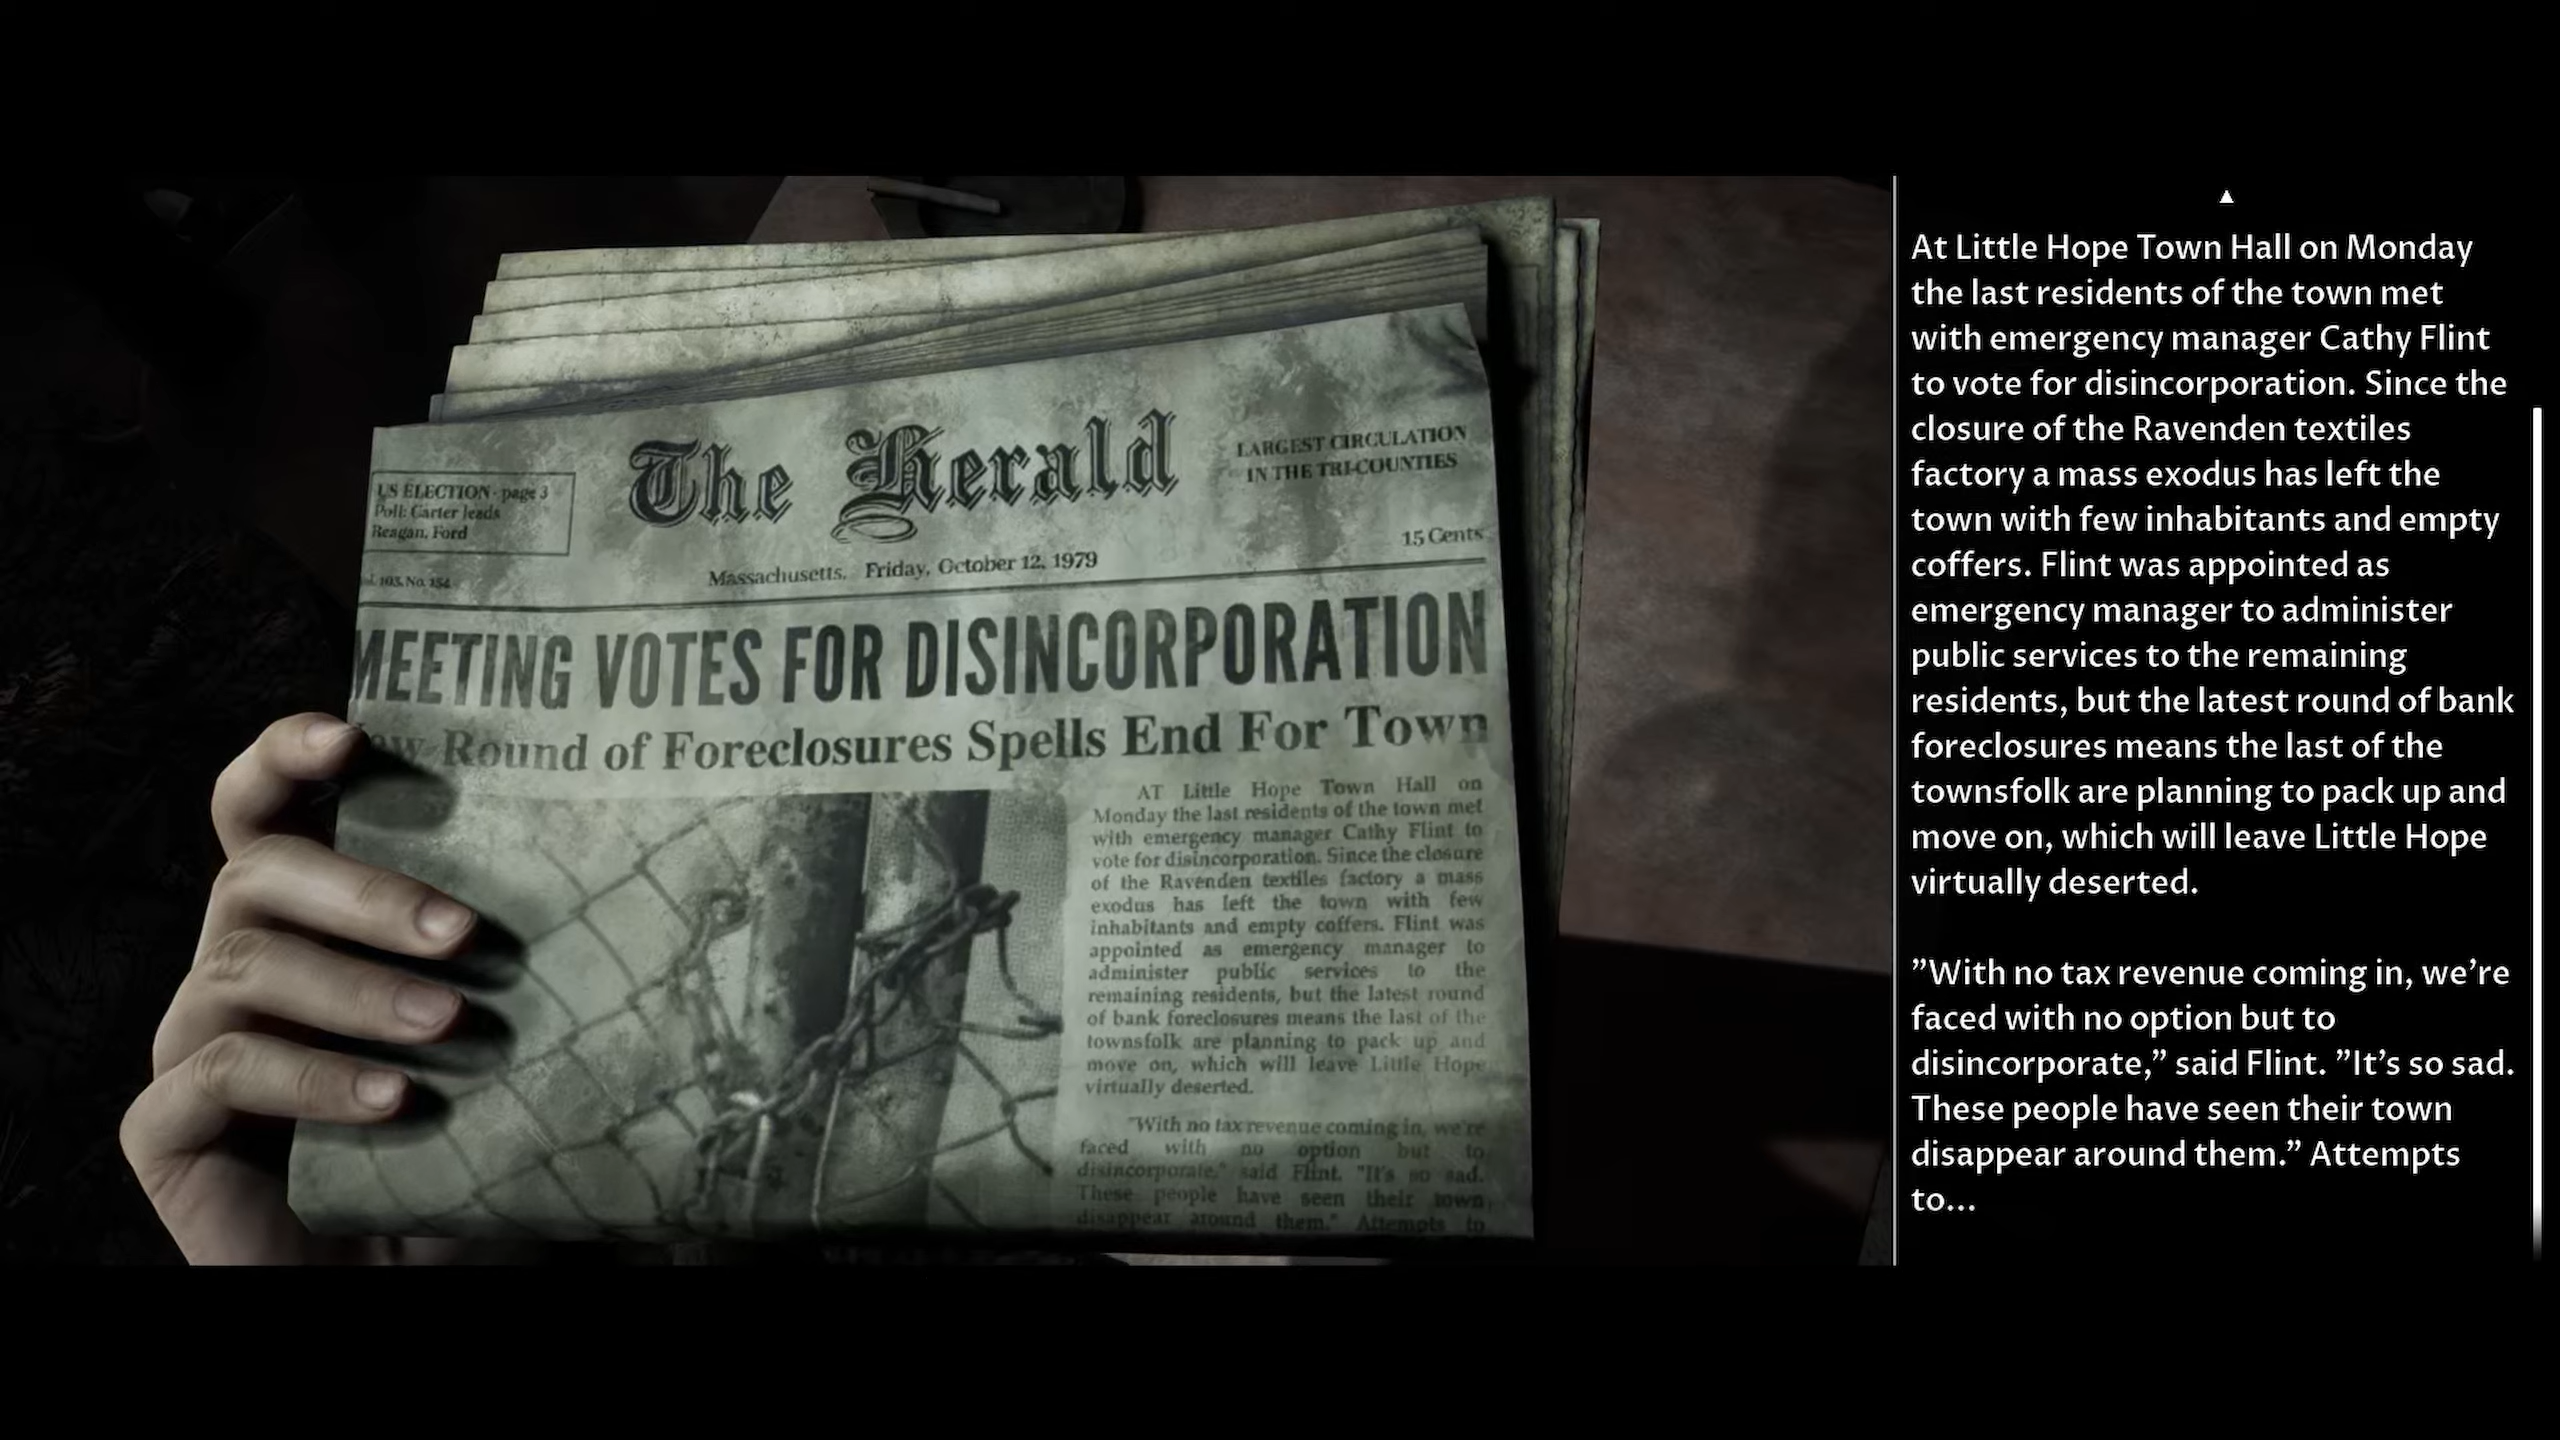 The Herald
LARGEST CIRCULATION
IN THE TRI-COUNTIES
US ELECTION - page 3
Poll: Carter leads
Reagan, Ford
15 Cents
Massachusetts. Friday, October 12, 1979
No. 154
MEETING VOTES FOR DISINCORPORATION
Round of Foreclosures Spells End For Town
AT Little Hope Town Hall on
Monday the last residents of the town met
with emergency manager Cathy Flint to
vote for disincorporation. Since the closure
of the Ravenden textiles factory a mass
exodus has left the town with few
inhabitants and empty coffers. Flint was
appointed as emergency manager to
administer public services to the
remaining residents, but the latest round
of bank foreclosures means the last of the
townsfolk are planning to pack up and
move on, which will leave Little Hope
virtually deserted.
"With no tax revenue coming in, we're
faced with no option but to
disincorporate," said Flint. "It's so sad.
These people have seen their town
disappear around them." Attempts to
▲
At Little Hope Town Hall on Monday
the last residents of the town met
with emergency manager Cathy Flint
to vote for disincorporation. Since the
closure of the Ravenden textiles
factory a mass exodus has left the
town with few inhabitants and empty
coffers. Flint was appointed as
emergency manager to administer
public services to the remaining
residents, but the latest round of bank
foreclosures means the last of the
townsfolk are planning to pack up and
move on, which will leave Little Hope
virtually deserted.
”With no tax revenue coming in, we’re
faced with no option but to
disincorporate,” said Flint. ”It’s so sad.
These people have seen their town
disappear around them.” Attempts
to...